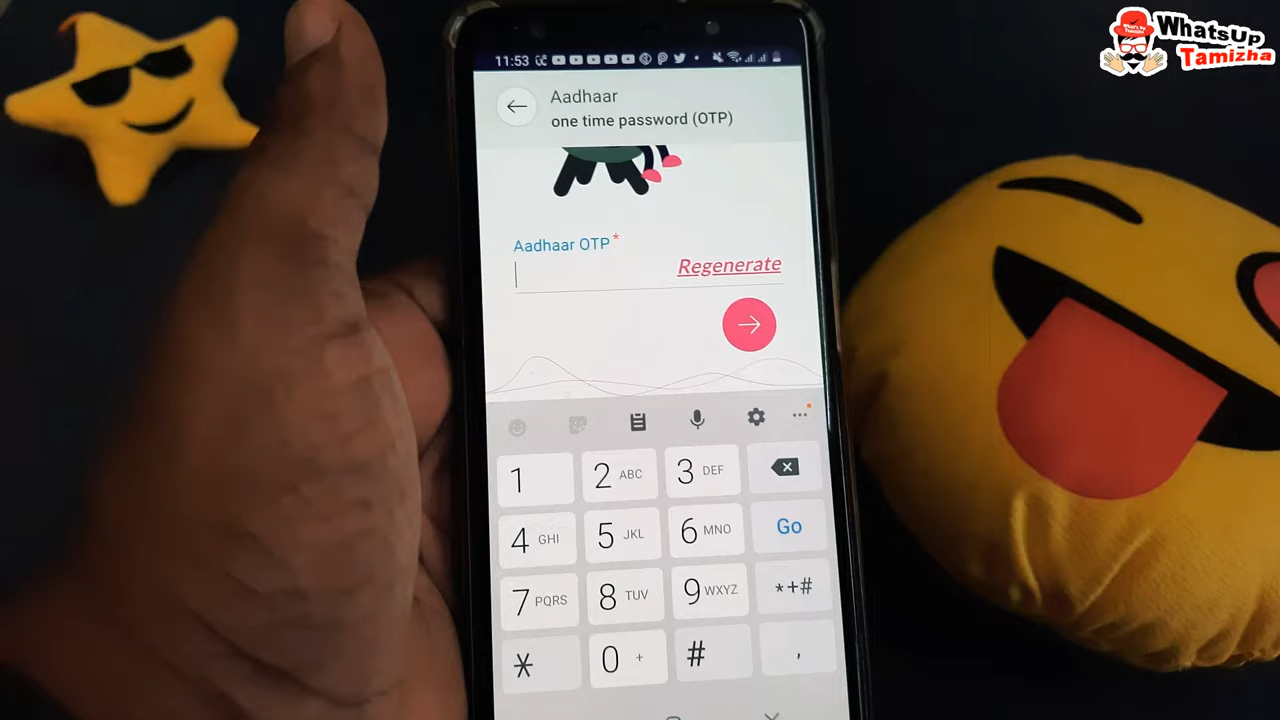 WhatsUp
Tamizha
11:53
Aadhaar
one time password (OTP)
Aadhaar OTP*
Regenerate
1
2 ABC
3 DEF
4 GHI
5 JKL
6 MNO
Go
7 PQRS
8 TUV
9 WXYZ
*+#
*
0 +
#
,